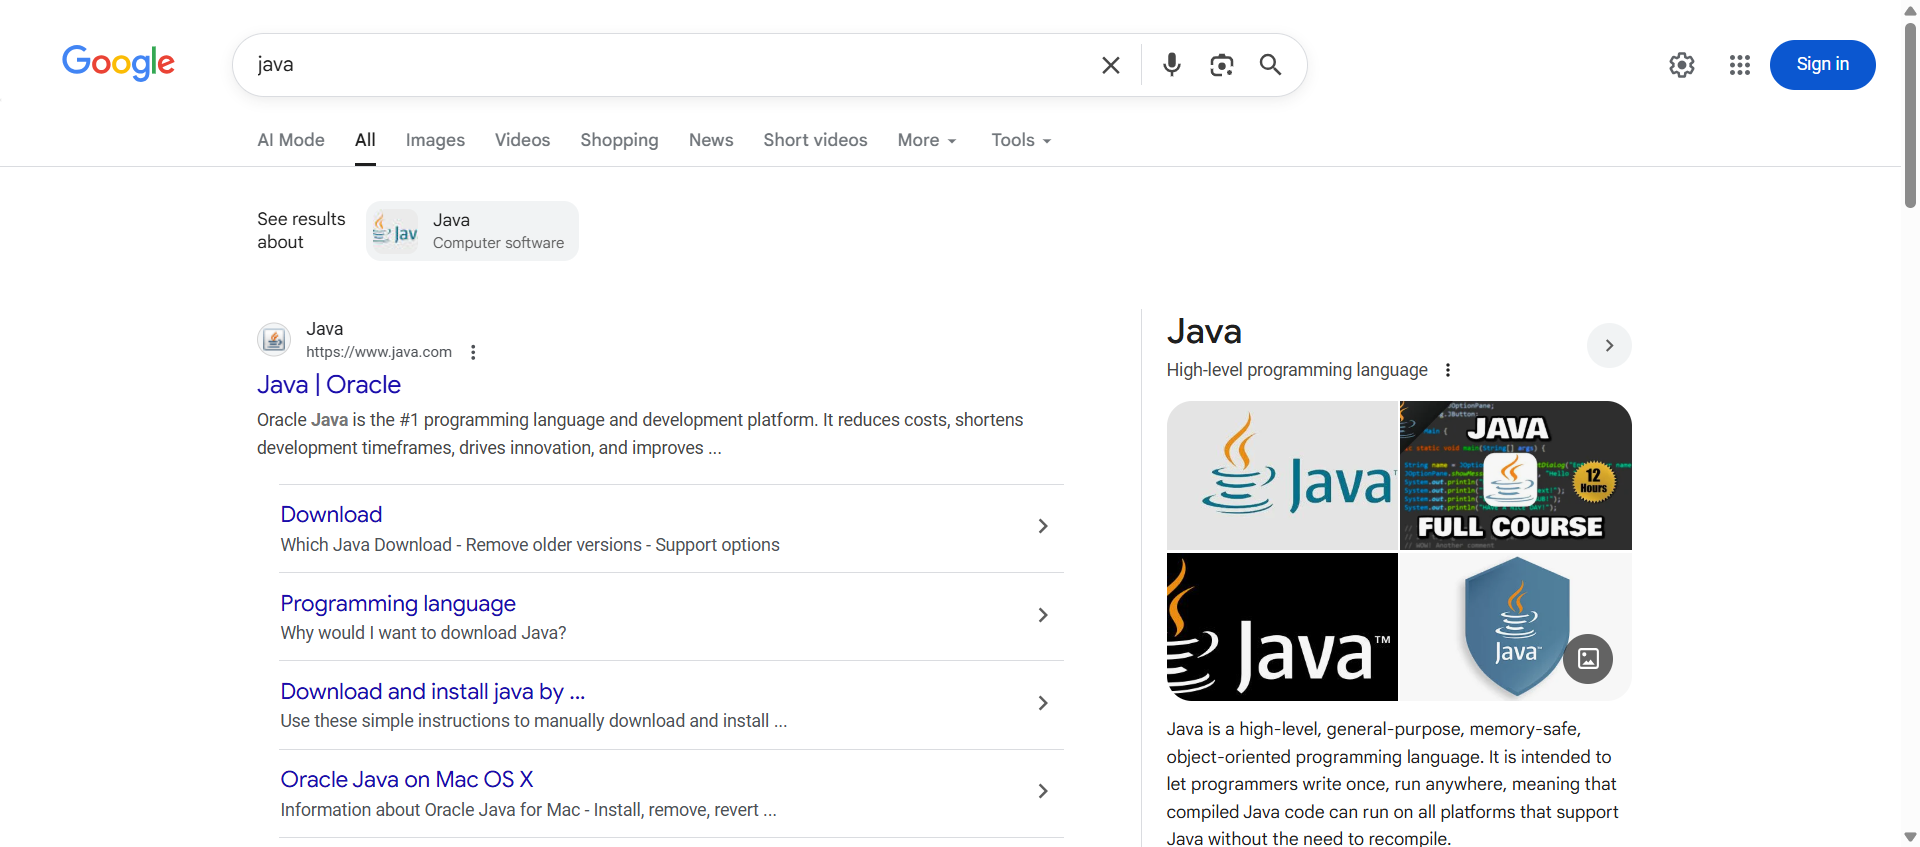 Google
java
Sign in
AI Mode
All
Images
Videos
Shopping
News
Short videos
More
Tools
See results
about
Jav
Java
Computer software
Java
https://www.java.com
Java | Oracle
Oracle Java is the #1 programming language and development platform. It reduces costs, shortens
development timeframes, drives innovation, and improves ...
Download
Which Java Download - Remove older versions - Support options
Programming language
Why would I want to download Java?
Download and install java by ...
Use these simple instructions to manually download and install ...
Oracle Java on Mac OS X
Information about Oracle Java for Mac - Install, remove, revert ...
Java
High-level programming language
Java
JAVA
12
Hours
FULL COURSE
Java™
Java
Java is a high-level, general-purpose, memory-safe,
object-oriented programming language. It is intended to
let programmers write once, run anywhere, meaning that
compiled Java code can run on all platforms that support
Java without the need to recompile.